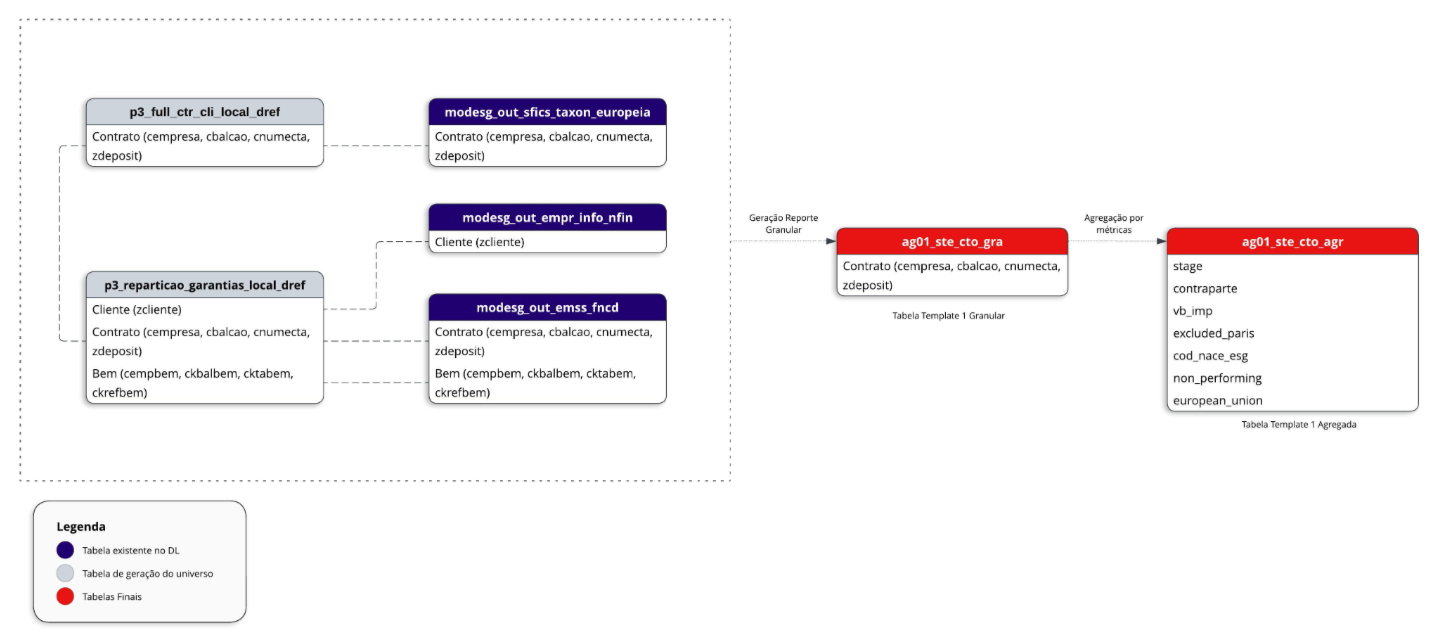 p3_full_ctr_cli_local_dref
Contrato (cempresa, cbalcao, cnumecta,
zdeposit)
modesg_out_sfics_taxon_europeia
Contrato (cempresa, cbalcao, cnumecta,
zdeposit)
modesg_out_empr_info_nfin
Cliente (zcliente)
p3_reparticao_garantias_local_dref
Cliente (zcliente)
Contrato (cempresa, cbalcao, cnumecta,
zdeposit)
Bem (cempbem, ckbalbem, cktabem,
ckrefbem)
modesg_out_emss_fncd
Contrato (cempresa, cbalcao, cnumecta,
zdeposit)
Bem (cempbem, ckbalbem, cktabem,
ckrefbem)
Geração Reporte
Granular
ag01_ste_cto_gra
Contrato (cempresa, cbalcao, cnumecta,
zdeposit)
Tabela Template 1 Granular
Agregação por
métricas
ag01_ste_cto_agr
stage
contraparte
vb_imp
excluded_paris
cod_nace_esg
non_performing
european_union
Tabela Template 1 Agregada
Legenda
Tabela existente no DL
Tabela de geração do universo
Tabelas Finais